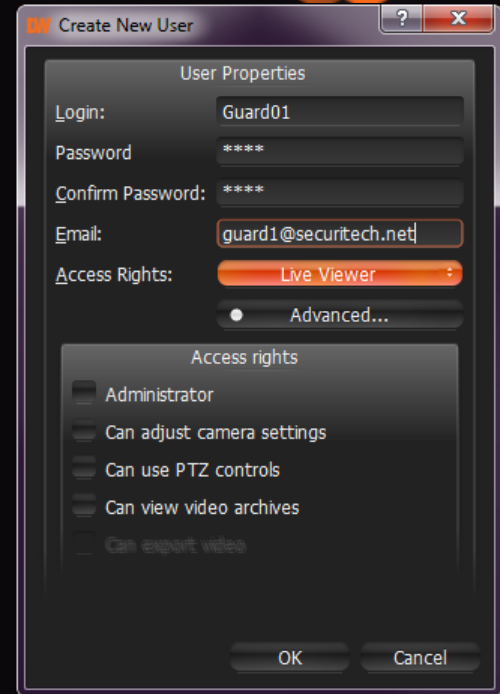 DW Create New User ? X
User Properties
Login: Guard01
Password ****
Confirm Password: ****
Email: guard1@securitech.net
Access Rights: Live Viewer
Advanced...
Access rights
Administrator
Can adjust camera settings
Can use PTZ controls
Can view video archives
Can export video
OK Cancel